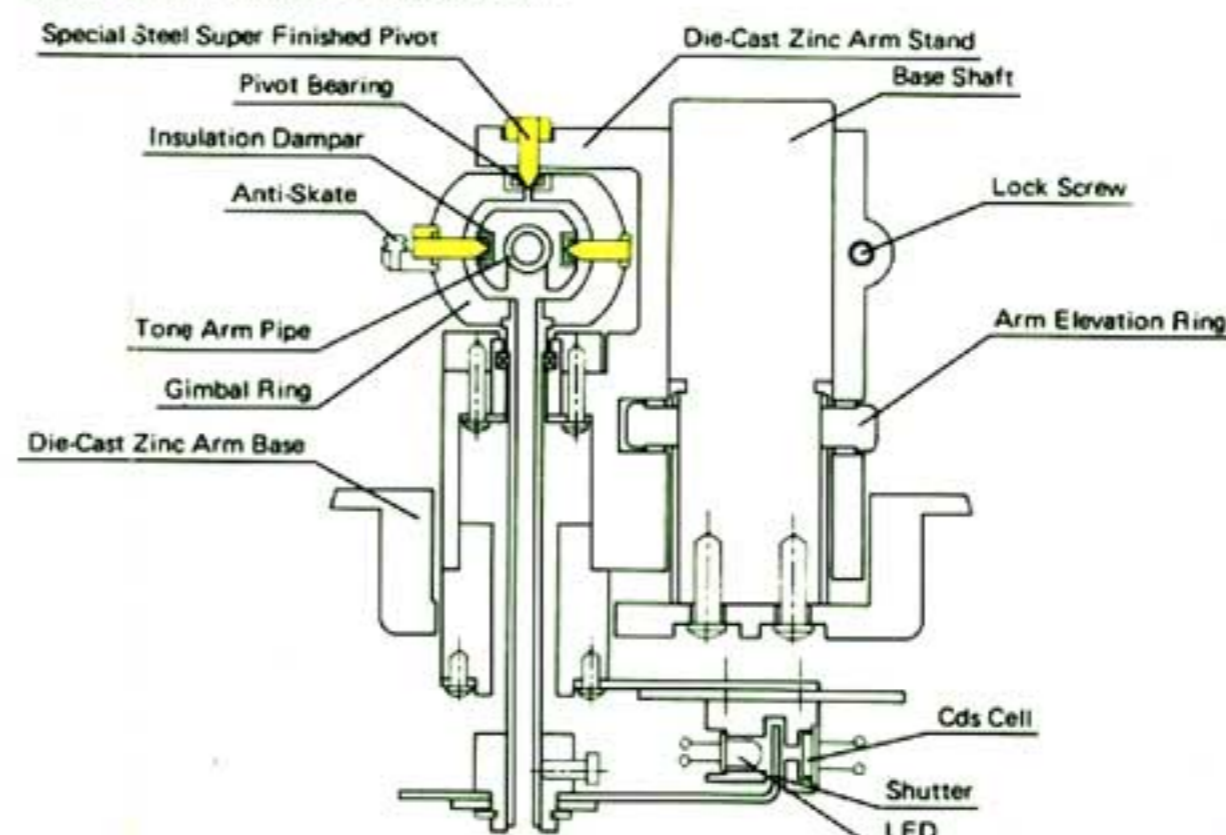 Special Steel Super Finished Pivot
Die-Cast Zinc Arm Stand
Pivot Bearing
Base Shaft
Insulation Dampar
Anti-Skate
Lock Screw
Tone Arm Pipe
Arm Elevation Ring
Gimbal Ring
Die-Cast Zinc Arm Base
Cds Cell
Shutter
LED